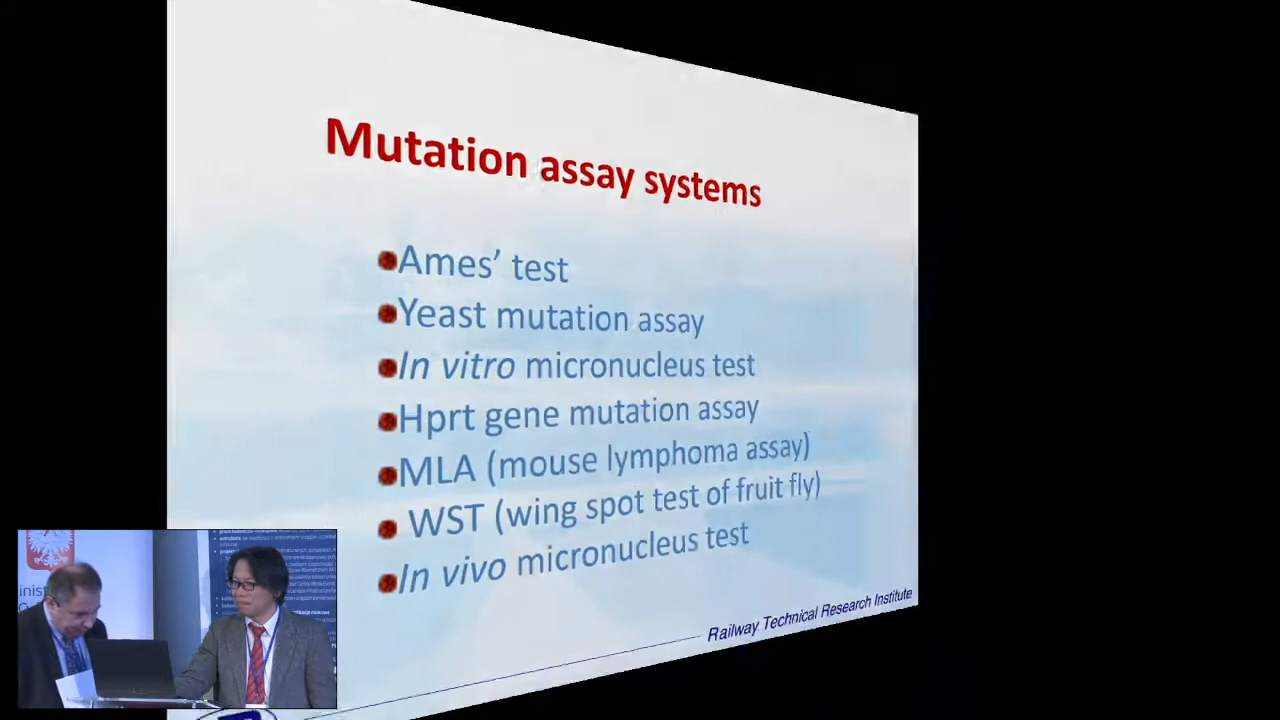 Mutation assay systems
Ames’ test
Yeast mutation assay
In vitro micronucleus test
Hprt gene mutation assay
MLA (mouse lymphoma assay)
WST (wing spot test of fruit fly)
In vivo micronucleus test
Railway Technical Research Institute